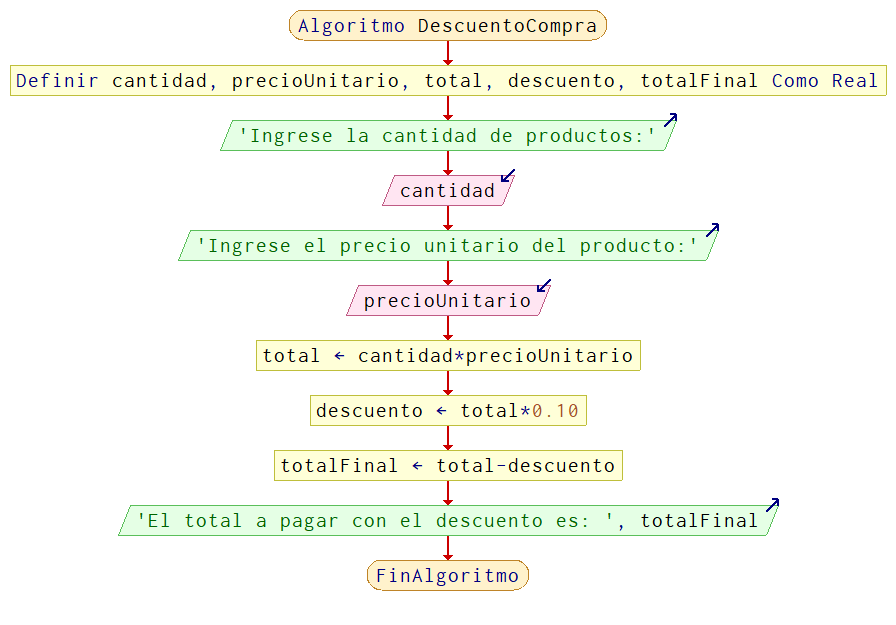 Algoritmo DescuentoCompra
Definir cantidad, precioUnitario, total, descuento, totalFinal Como Real
'Ingrese la cantidad de productos:'
cantidad
'Ingrese el precio unitario del producto:'
precioUnitario
total ← cantidad*precioUnitario
descuento ← total*0.10
totalFinal ← total-descuento
'El total a pagar con el descuento es: ', totalFinal
FinAlgoritmo